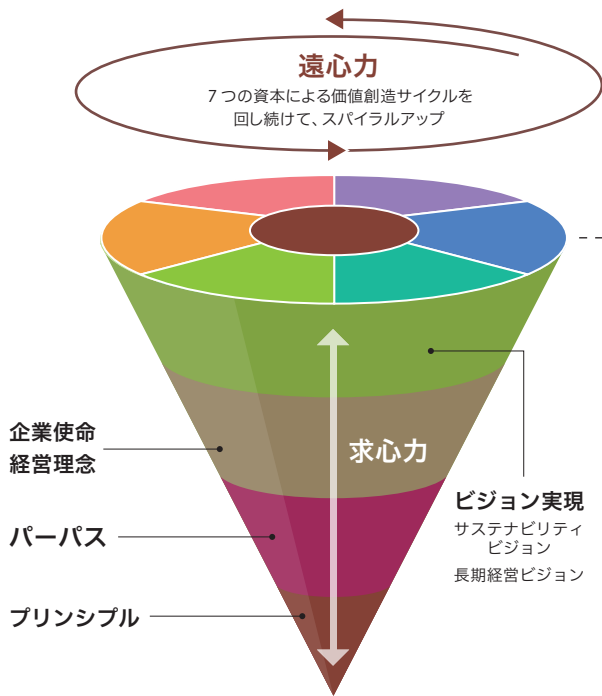 遠心力
7つの資本による価値創造サイクルを
回し続けて、スパイラルアップ
求心力
企業使命
経営理念
パーパス
プリンシプル
ビジョン実現
サステナビリティ
ビジョン
長期経営ビジョン